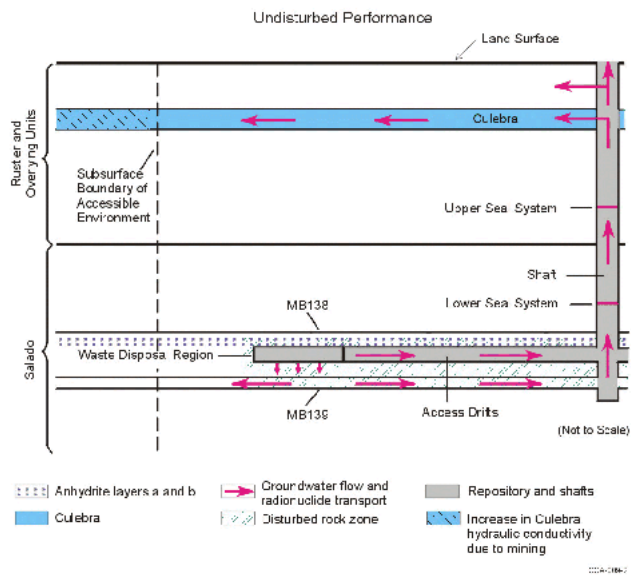 Undisturbed Performance
Land Surface
Culebra
Rustler and
Overlying Units
Subsurface
Boundary of
Accessible
Environment
Upper Seal System
Shaft
MB138
Lower Seal System
Salado
Waste Disposal Region
MB139
Access Drifts
(Not to Scale)
Anhydrite layers a and b
Groundwater flow and
radionuclide transport
Repository and shafts
Culebra
Disturbed rock zone
Increase in Culebra
hydraulic conductivity
due to mining